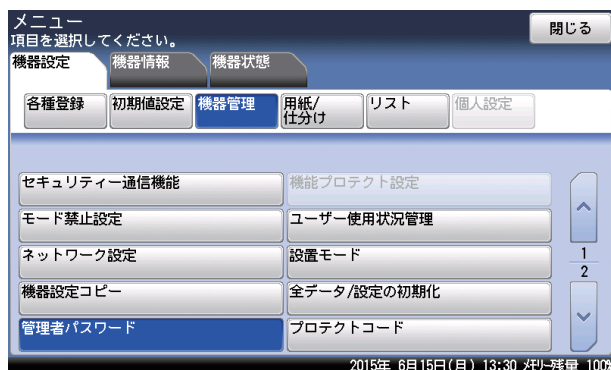 メニュー
項目を選択してください。
閉じる
機器設定
機器情報
機器状態
各種登録
初期値設定
機器管理
用紙/
仕分け
リスト
個人設定
セキュリティー通信機能
機能プロテクト設定
モード禁止設定
ユーザー使用状況管理
ネットワーク設定
設置モード
1
2
機器設定コピー
全データ/設定の初期化
管理者パスワード
プロテクトコード
2015年 6月15日(月) 13:30 メモリー残量 100%